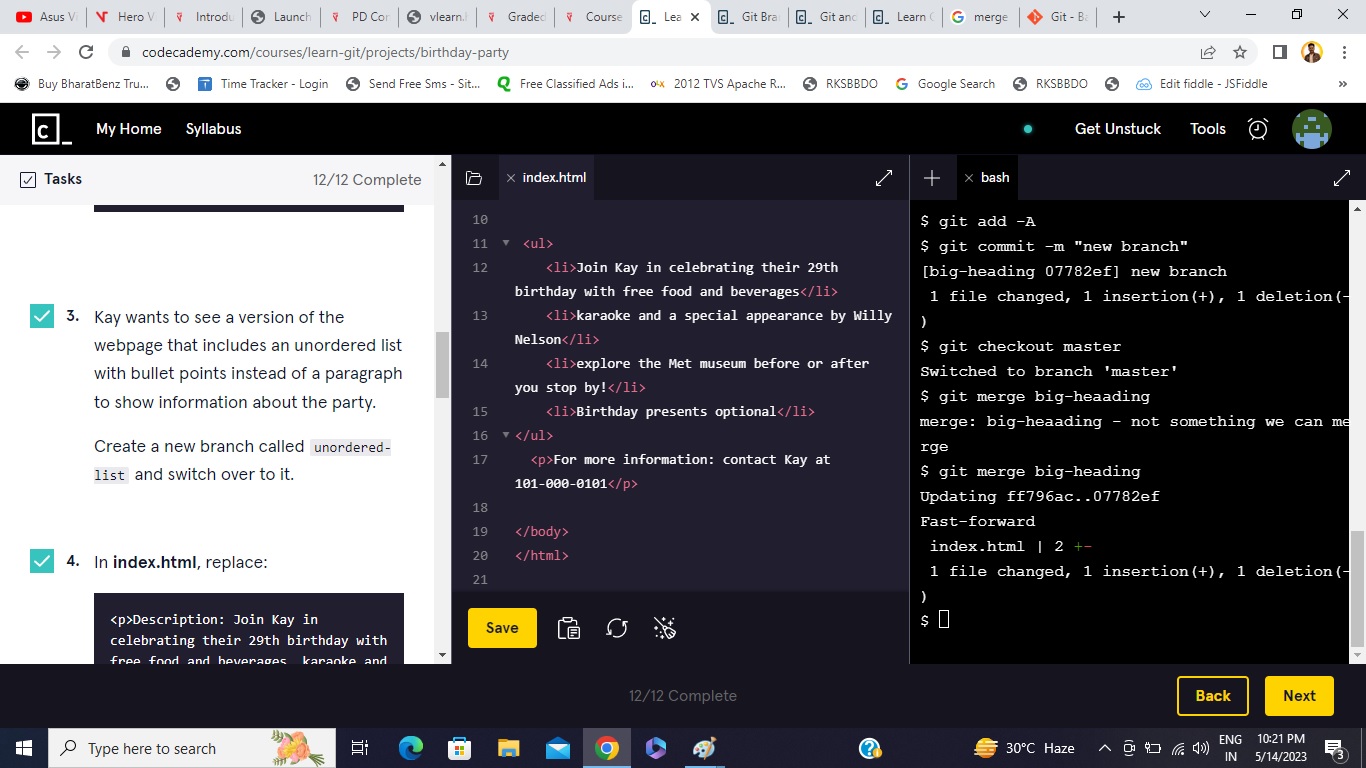 Asus Vi
Hero V
Introdu
Launch
PD Cor
vlearn.l
Graded
Course
Lea
Git Bra
Git and
Learn G
merge
Git - Ba
codecademy.com/courses/learn-git/projects/birthday-party
Buy BharatBenz Tru...
Time Tracker - Login
Send Free Sms - Sit...
Free Classified Ads i...
2012 TVS Apache R...
RKSBBDO
Google Search
RKSBBDO
Edit fiddle - JSFiddle
My Home
Syllabus
Get Unstuck
Tools
Tasks
12/12 Complete
3. Kay wants to see a version of the
webpage that includes an unordered list
with bullet points instead of a paragraph
to show information about the party.
Create a new branch called unordered-
list and switch over to it.
4. In index.html, replace:
<p>Description: Join Kay in
celebrating their 29th birthday with
free food and beverages, karaoke and
index.html
10
11 <ul>
12 <li>Join Kay in celebrating their 29th
birthday with free food and beverages</li>
13 <li>karaoke and a special appearance by Willy
Nelson</li>
14 <li>explore the Met museum before or after
you stop by!</li>
15 <li>Birthday presents optional</li>
16 </ul>
17 <p>For more information: contact Kay at
101-000-0101</p>
18
19 </body>
20 </html>
21
Save
bash
$ git add -A
$ git commit -m "new branch"
[big-heading 07782ef] new branch
1 file changed, 1 insertion(+), 1 deletion(-
)
$ git checkout master
Switched to branch 'master'
$ git merge big-heaading
merge: big-heaading - not something we can me
rge
$ git merge big-heading
Updating ff796ac..07782ef
Fast-forward
index.html | 2 +-
1 file changed, 1 insertion(+), 1 deletion(-
)
$
12/12 Complete
Back
Next
Type here to search
30°C Haze
ENG
IN
10:21 PM
5/14/2023
3